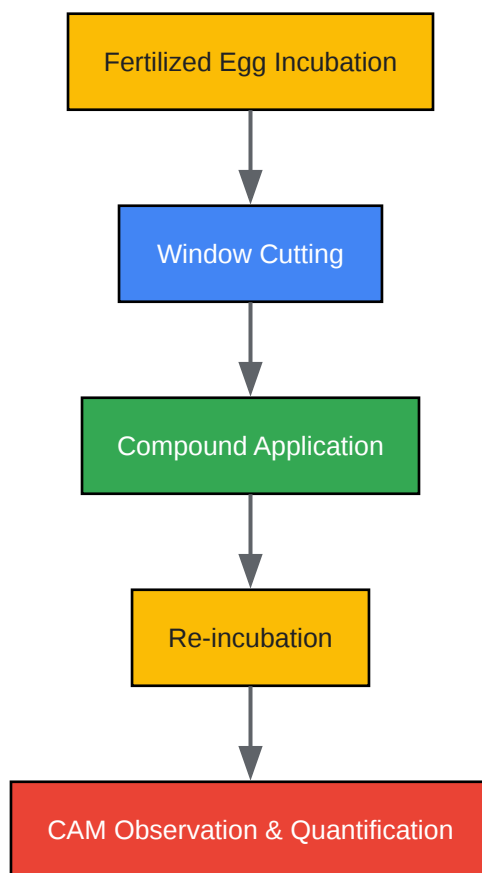 Fertilized Egg Incubation
Window Cutting
Compound Application
Re-incubation
CAM Observation & Quantification